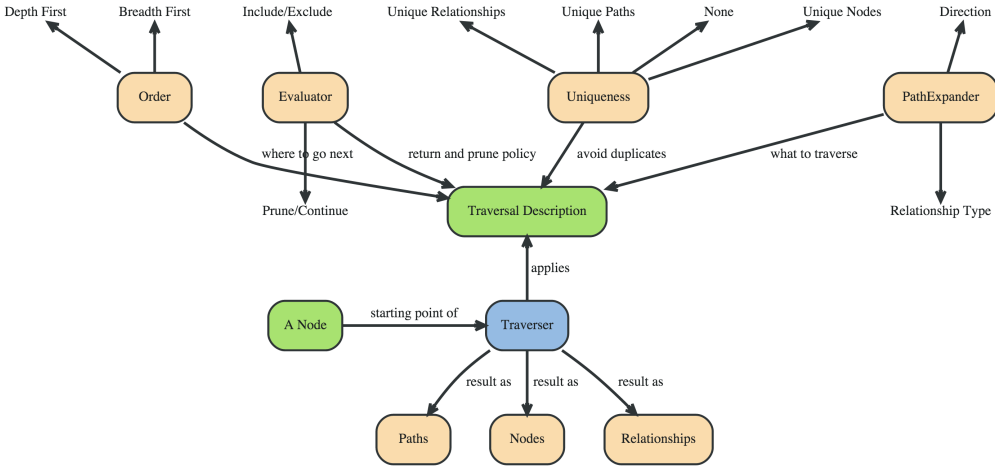 Depth First
Breadth First
Include/Exclude
Unique Relationships
Unique Paths
None
Unique Nodes
Direction
Order
Evaluator
Uniqueness
PathExpander
where to go next
return and prune policy
avoid duplicates
what to traverse
Prune/Continue
Traversal Description
Relationship Type
applies
A Node
starting point of
Traverser
result as
result as
result as
Paths
Nodes
Relationships